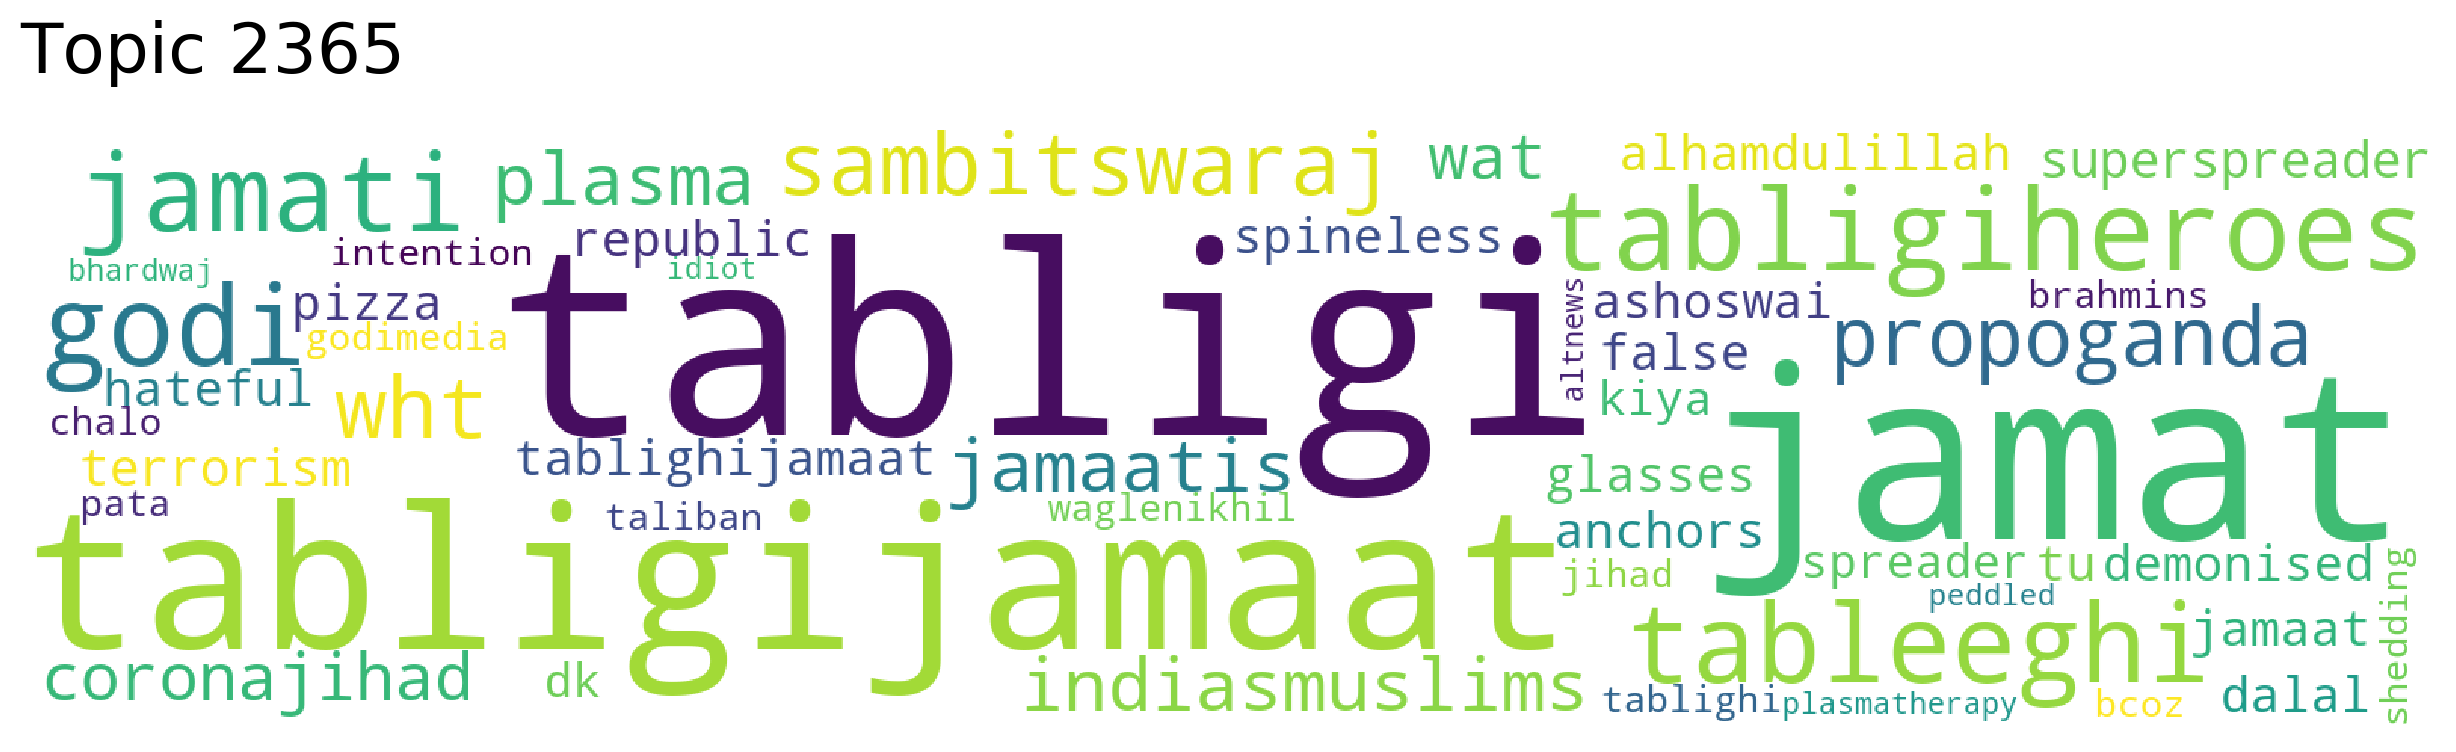 Topic 2365
jamati plasma sambitswaraj wat alhamdulillah superspreader
bhardwaj intention republic idiot spineless tabligiheroes
godi pizza godimedia tabligi altnews ashoswai brahmins
hateful wht false propoganda
chalo kiya jamat
terrorism tablighijamaat jamaatis glasses
pata taliban waglenikhil anchors
tabligijamaat jihad spreader tu demonised shedding
peddled tableeghi jamaat
coronajihad dk indiasmuslims tablighi plasmatherapy bcoz dalal